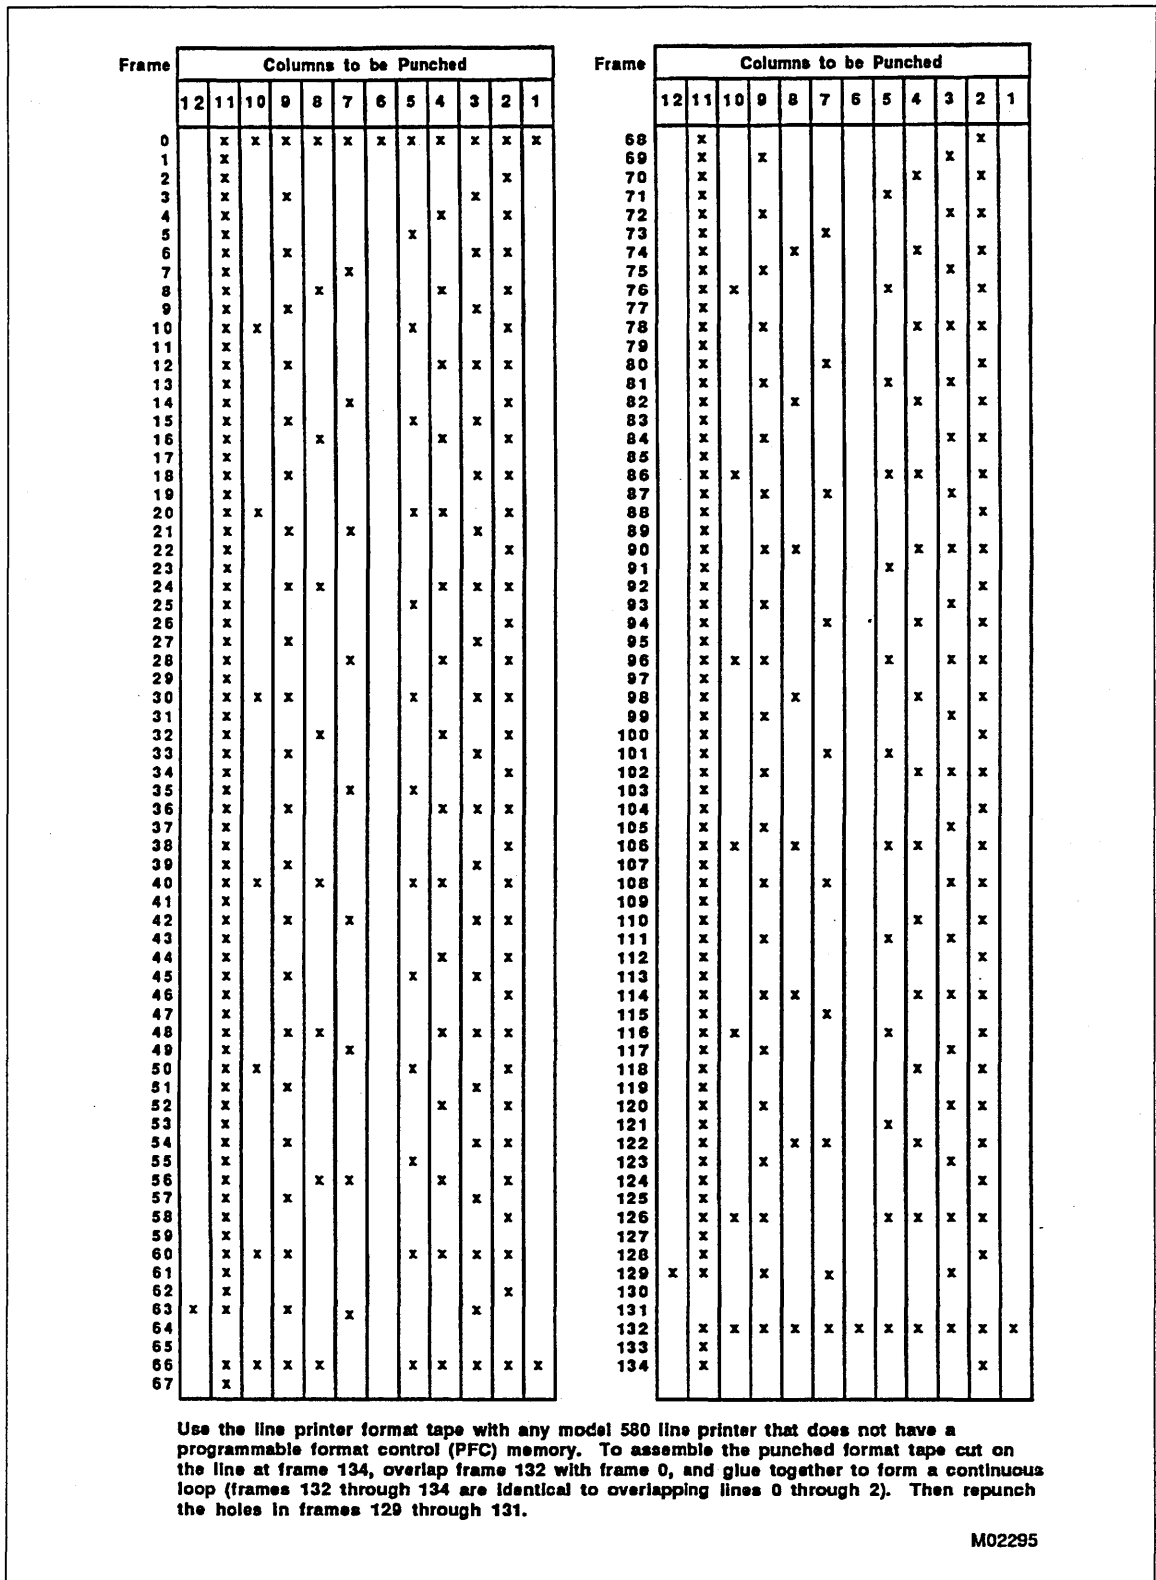 Frame Columns to be Punched
12 11 10 9 8 7 6 5 4 3 2 1
0 x x x x x x x x x x x
1 x
2 x x
3 x x x
4 x x x
5 x x
6 x x x x
7 x x
8 x x x x
9 x x x
10 x x x x
11 x
12 x x x x x
13 x
14 x x x
15 x x x x
16 x x x x
17 x
18 x x x x
19 x
20 x x x x x
21 x x x x
22 x x
23 x
24 x x x x x x
25 x x
26 x x
27 x x x
28 x x x x
29 x
30 x x x x x x
31 x
32 x x x x
33 x x x
34 x x
35 x x x
36 x x x x x
37 x
38 x x
39 x x x
40 x x x x x x
41 x
42 x x x x x
43 x
44 x x x
45 x x x x
46 x x
47 x
48 x x x x x x
49 x x
50 x x x x
51 x x x
52 x x x
53 x
54 x x x x
55 x x
56 x x x x x
57 x x x
58 x x
59 x
60 x x x x x x x
61 x
62 x x
63 x x x x x
64
65
66 x x x x x x x x x
67 x
Frame Columns to be Punched
12 11 10 9 8 7 6 5 4 3 2 1
68 x x
69 x x x
70 x x x
71 x x
72 x x x x
73 x x
74 x x x x
75 x x x
76 x x x x
77 x
78 x x x x x
79 x
80 x x x
81 x x x x
82 x x x x
83 x
84 x x x x
85 x
86 x x x x x
87 x x x x
88 x x
89 x
90 x x x x x x
91 x x
92 x x
93 x x x
94 x x x x
95 x
96 x x x x x x
97 x
98 x x x x
99 x x x
100 x x
101 x x x
102 x x x x x
103 x
104 x x
105 x x x
106 x x x x x x
107 x
108 x x x x x
109 x
110 x x x
111 x x x x
112 x x
113 x
114 x x x x x x
115 x x
116 x x x x
117 x x x
118 x x x
119 x
120 x x x x
121 x x
122 x x x x x
123 x x x
124 x x
125 x
126 x x x x x x x
127 x
128 x x
129 x x x x x
130
131
132 x x x x x x x x x x x
133 x
134 x x
Use the line printer format tape with any model 580 line printer that does not have a
programmable format control (PFC) memory. To assemble the punched format tape cut on
the line at frame 134, overlap frame 132 with frame 0, and glue together to form a continuous
loop (frames 132 through 134 are identical to overlapping lines 0 through 2). Then repunch
the holes in frames 129 through 131.
M02295